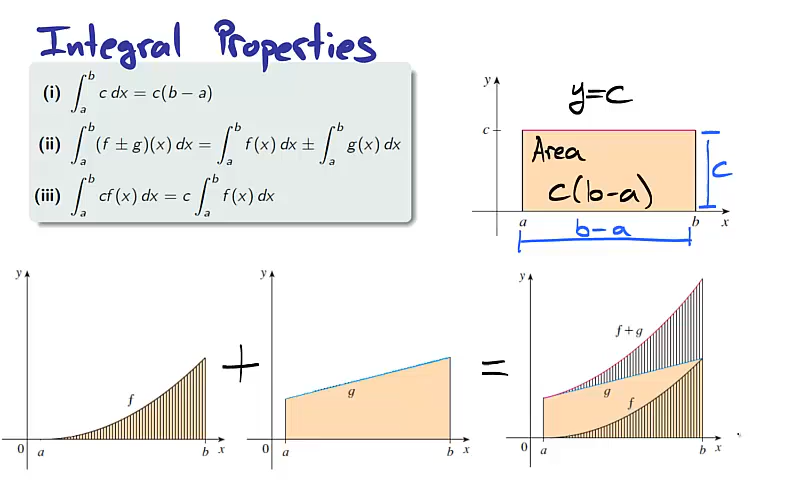 Integral Properties
(i) ∫_a^b c dx = c(b − a)
(ii) ∫_a^b (f ± g)(x) dx = ∫_a^b f(x) dx ± ∫_a^b g(x) dx
(iii) ∫_a^b cf(x) dx = c ∫_a^b f(x) dx
y
y=c
c
Area
c(b-a)
c
a
b
x
b-a
y
f
0
a
b
x
+
y
g
0
a
b
x
=
y
f+g
g
f
0
a
b
x